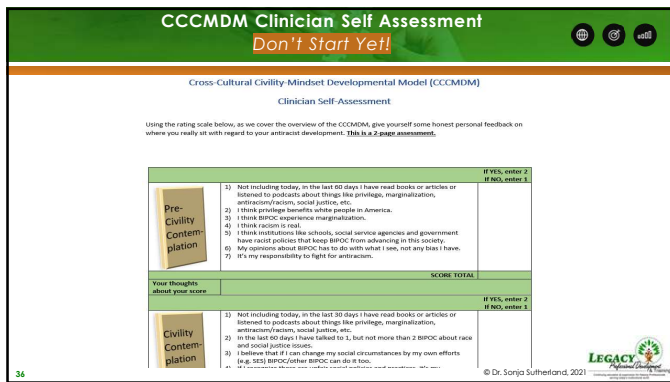 CCCMDM Clinician Self Assessment
Don't Start Yet!
Cross-Cultural Civility-Mindset Developmental Model (CCCMDM)
Clinician Self-Assessment
Using the rating scale below, as we cover the overview of the CCCMDM, give yourself some honest personal feedback on
where you really sit with regard to your antiracist development. This is a 2-page assessment.
If YES, enter 2
If NO, enter 1
Pre-
Civility
Contem-
plation
1) Not including today, in the last 60 days I have read books or articles or
listened to podcasts about things like privilege, marginalization,
antiracism/racism, social justice, etc.
2) I think privilege benefits white people in America.
3) I think BIPOC experience marginalization.
4) I think racism is real.
5) I think institutions like schools, social service agencies and government
have racist policies that keep BIPOC from advancing in this society.
6) My opinions about BIPOC has to do with what I see, not any bias I have.
7) It's my responsibility to fight for antiracism.
SCORE TOTAL
Your thoughts
about your score
If YES, enter 2
If NO, enter 1
Civility
Contem-
plation
1) Not including today, in the last 30 days I have read books or articles or
listened to podcasts about things like privilege, marginalization,
antiracism/racism, social justice, etc.
2) In the last 60 days I have talked to 1, but not more than 2 BIPOC about race
and social justice issues.
3) I believe that if I can change my social circumstances by my own efforts
(e.g. SES) BIPOC/other BIPOC can do it too.
36
© Dr. Sonja Sutherland, 2021
LEGACY
Professional Development